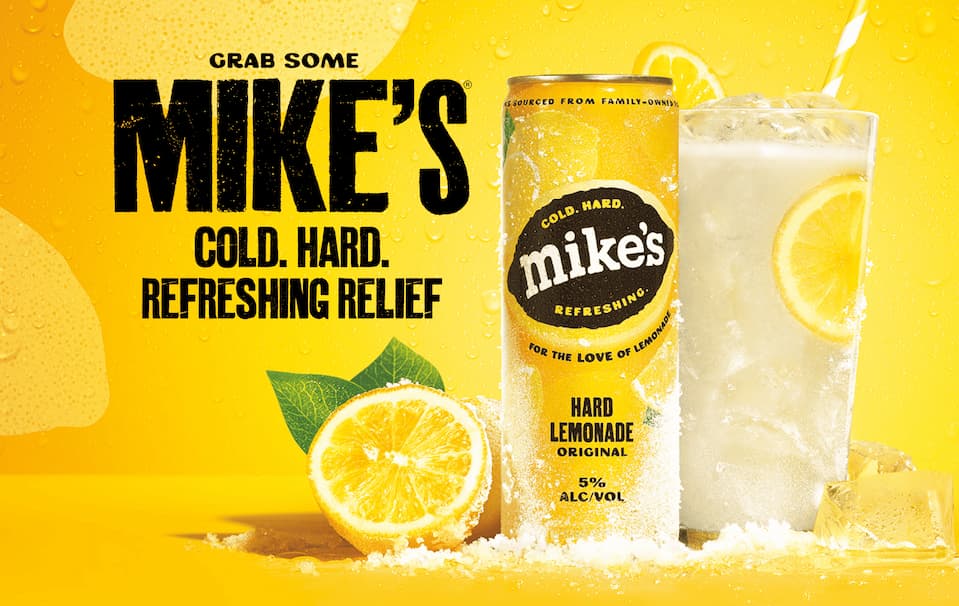 GRAB SOME
MIKE'S®
COLD. HARD.
REFRESHING RELIEF
SOURCED FROM FAMILY-OWNED
COLD. HARD.
mike's
REFRESHING.
FOR THE LOVE OF LEMONADE
HARD
LEMONADE
ORIGINAL
5%
ALC/VOL